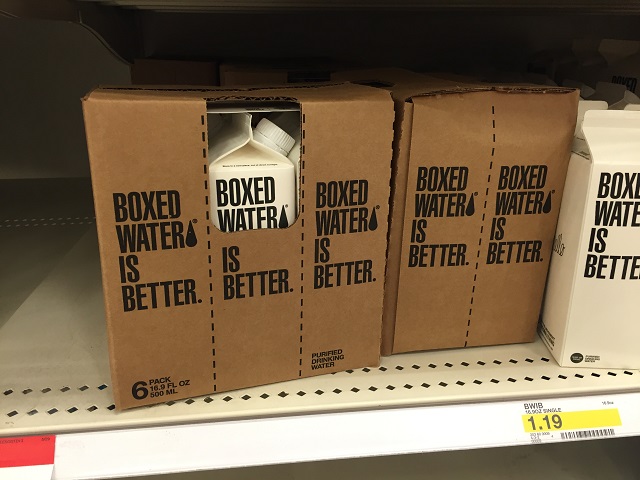 BOXED
WATER
IS
BETTER.
BOXED
WATER
IS
BETTER.
BOXED
WATER
IS
BETTER.
6 PACK
16.9 FL OZ
500 ML
PURIFIED
DRINKING
WATER
BOXED
WATER
IS
BETTER.
BOXED
WATER
IS
BETTER.
BOXED
WATER
IS
BETTER.
BWIB
16.9OZ SINGLE
1.19